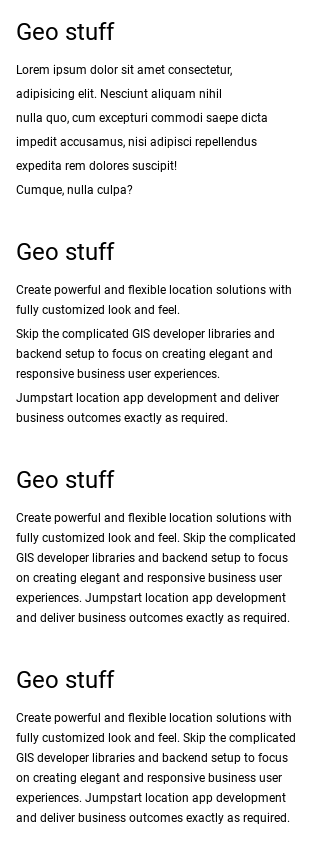 Geo stuff
Lorem ipsum dolor sit amet consectetur,
adipisicing elit. Nesciunt aliquam nihil
nulla quo, cum excepturi commodi saepe dicta
impedit accusamus, nisi adipisci repellendus
expedita rem dolores suscipit!
Cumque, nulla culpa?
Geo stuff
Create powerful and flexible location solutions with
fully customized look and feel.
Skip the complicated GIS developer libraries and
backend setup to focus on creating elegant and
responsive business user experiences.
Jumpstart location app development and deliver
business outcomes exactly as required.
Geo stuff
Create powerful and flexible location solutions with
fully customized look and feel. Skip the complicated
GIS developer libraries and backend setup to focus
on creating elegant and responsive business user
experiences. Jumpstart location app development
and deliver business outcomes exactly as required.
Geo stuff
Create powerful and flexible location solutions with
fully customized look and feel. Skip the complicated
GIS developer libraries and backend setup to focus
on creating elegant and responsive business user
experiences. Jumpstart location app development
and deliver business outcomes exactly as required.